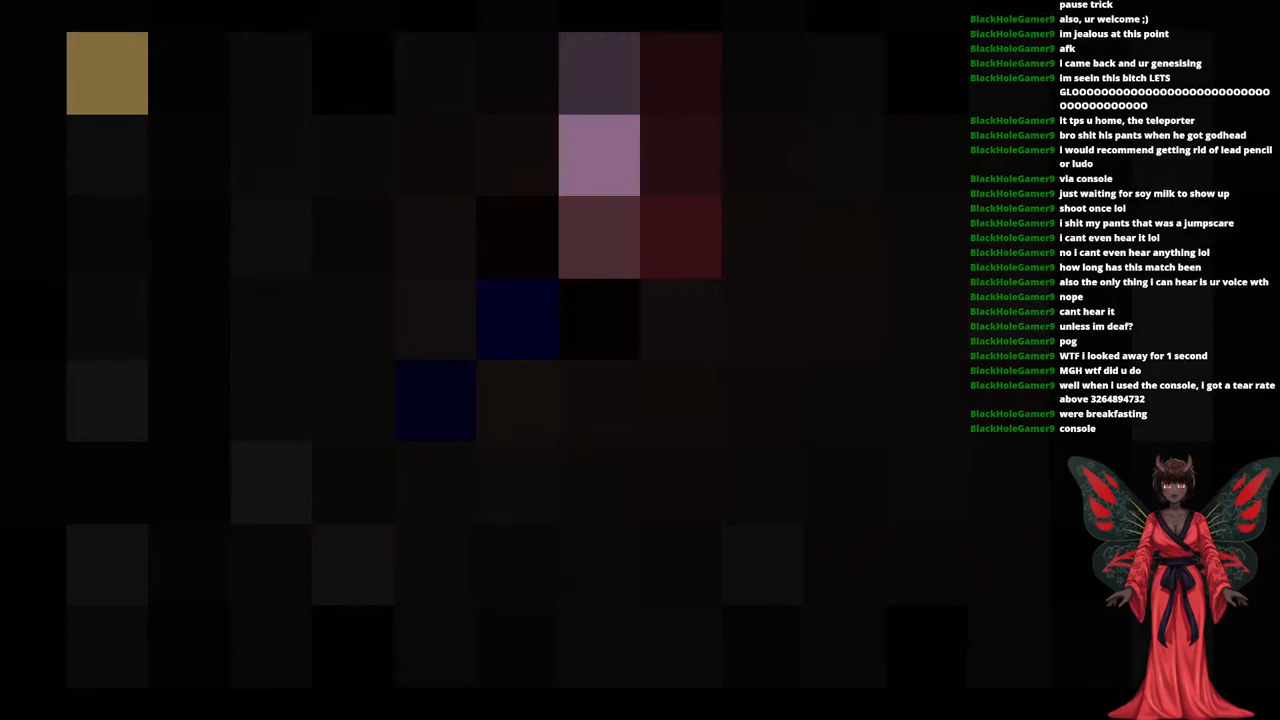 pause trick
BlackHoleGamer9 also, ur welcome ;)
BlackHoleGamer9 im jealous at this point
BlackHoleGamer9 afk
BlackHoleGamer9 i came back and ur genesising
BlackHoleGamer9 im seein this bitch LETS
GLOOOOOOOOOOOOOOOOOOOOOOOOOO
OOOOOOOOOOOO
BlackHoleGamer9 it tps u home, the teleporter
BlackHoleGamer9 bro shit his pants when he got godhead
BlackHoleGamer9 i would recommend getting rid of lead pencil
or ludo
BlackHoleGamer9 via console
BlackHoleGamer9 just waiting for soy milk to show up
BlackHoleGamer9 shoot once lol
BlackHoleGamer9 i shit my pants that was a jumpscare
BlackHoleGamer9 i cant even hear it lol
BlackHoleGamer9 no i cant even hear anything lol
BlackHoleGamer9 how long has this match been
BlackHoleGamer9 also the only thing i can hear is ur voice wth
BlackHoleGamer9 nope
BlackHoleGamer9 cant hear it
BlackHoleGamer9 unless im deaf?
BlackHoleGamer9 pog
BlackHoleGamer9 WTF i looked away for 1 second
BlackHoleGamer9 MGH wtf did u do
BlackHoleGamer9 well when i used the console, i got a tear rate
above 3264894732
BlackHoleGamer9 were breakfasting
BlackHoleGamer9 console